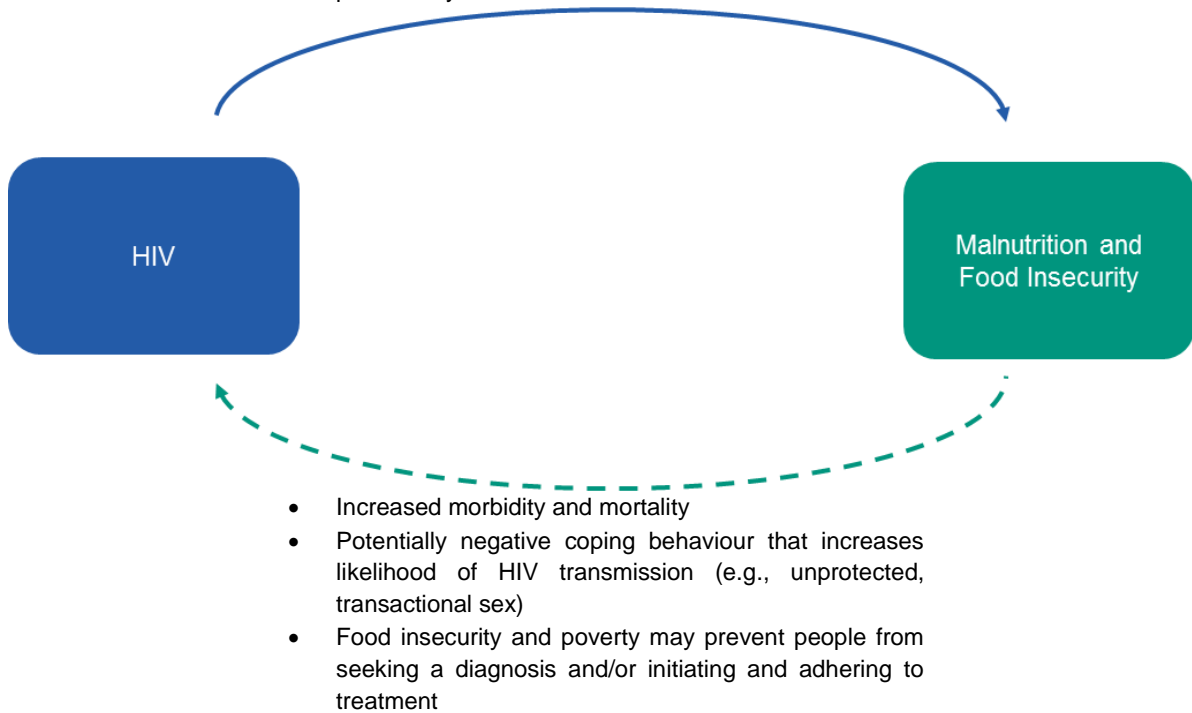 HIV
Malnutrition and
Food Insecurity
• Increased morbidity and mortality
• Potentially negative coping behaviour that increases
likelihood of HIV transmission (e.g., unprotected,
transactional sex)
• Food insecurity and poverty may prevent people from
seeking a diagnosis and/or initiating and adhering to
treatment